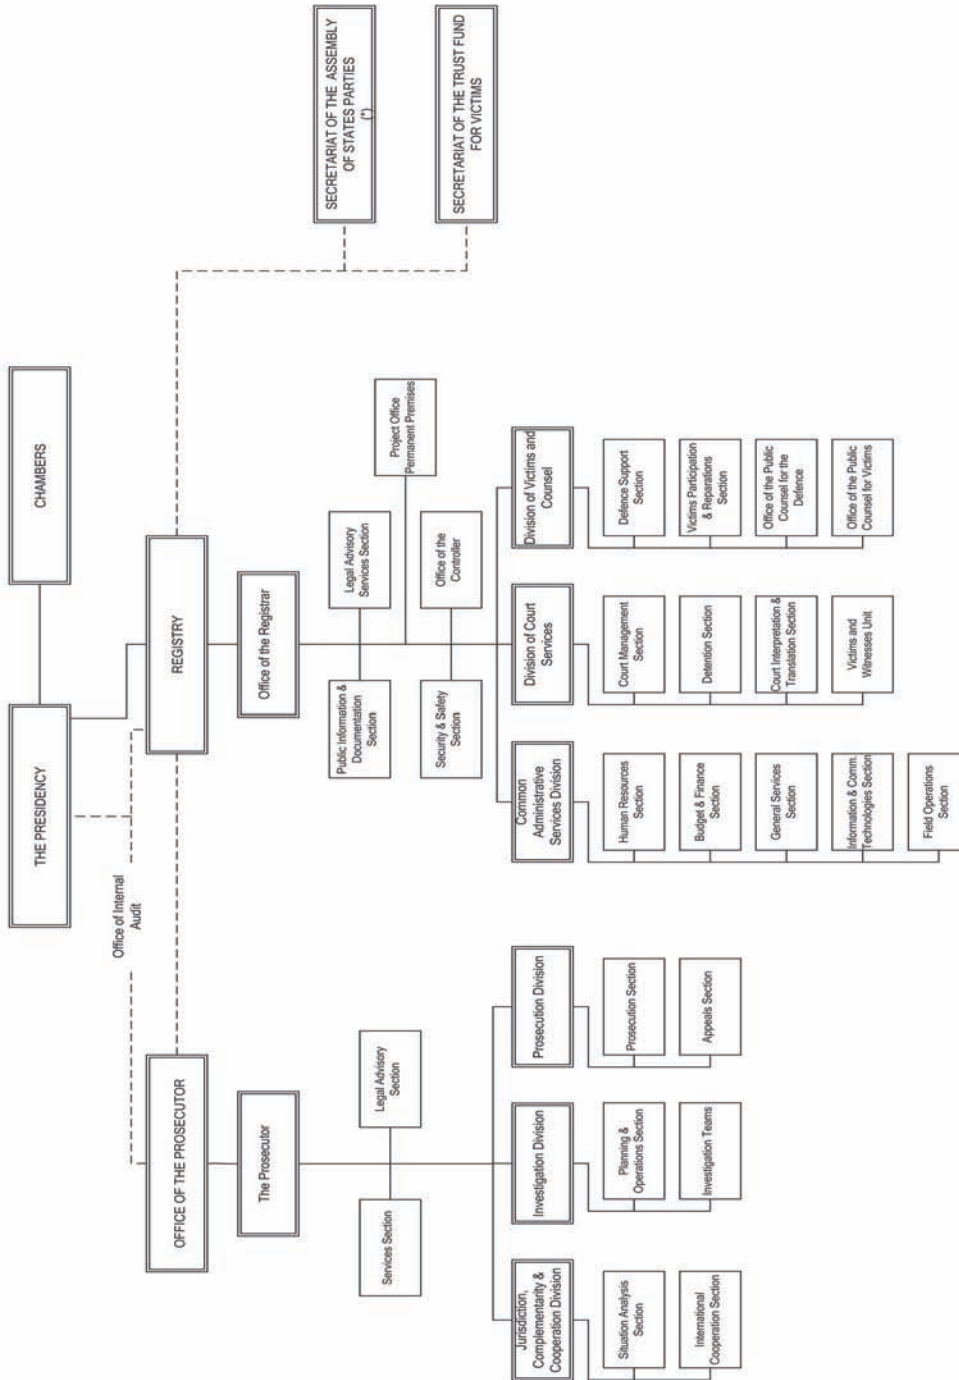 THE PRESIDENCY
CHAMBERS
Office of Internal
Audit
OFFICE OF THE PROSECUTOR
REGISTRY
The Prosecutor
Office of the Registrar
SECRETARIAT OF THE ASSEMBLY
OF STATES PARTIES
(*)
SECRETARIAT OF THE TRUST FUND
FOR VICTIMS
Services Section
Legal Advisory
Section
Public Information &
Documentation
Section
Legal Advisory
Services Section
Project Office
Permanent Premises
Security & Safety
Section
Office of the
Controller
Jurisdiction,
Complementarity &
Cooperation Division
Situation Analysis
Section
International
Cooperation Section
Investigation Division
Planning &
Operations Section
Investigation Teams
Prosecution Division
Prosecution Section
Appeals Section
Common
Administrative
Services Division
Human Resources
Section
Budget & Finance
Section
General Services
Section
Information & Comm.
Technologies Section
Field Operations
Section
Division of Court
Services
Court Management
Section
Detention Section
Court Interpretation &
Translation Section
Victims and
Witnesses Unit
Division of Victims and
Counsel
Defence Support
Section
Victims Participation
& Reparations
Section
Office of the Public
Counsel for the
Defence
Office of the Public
Counsel for Victims